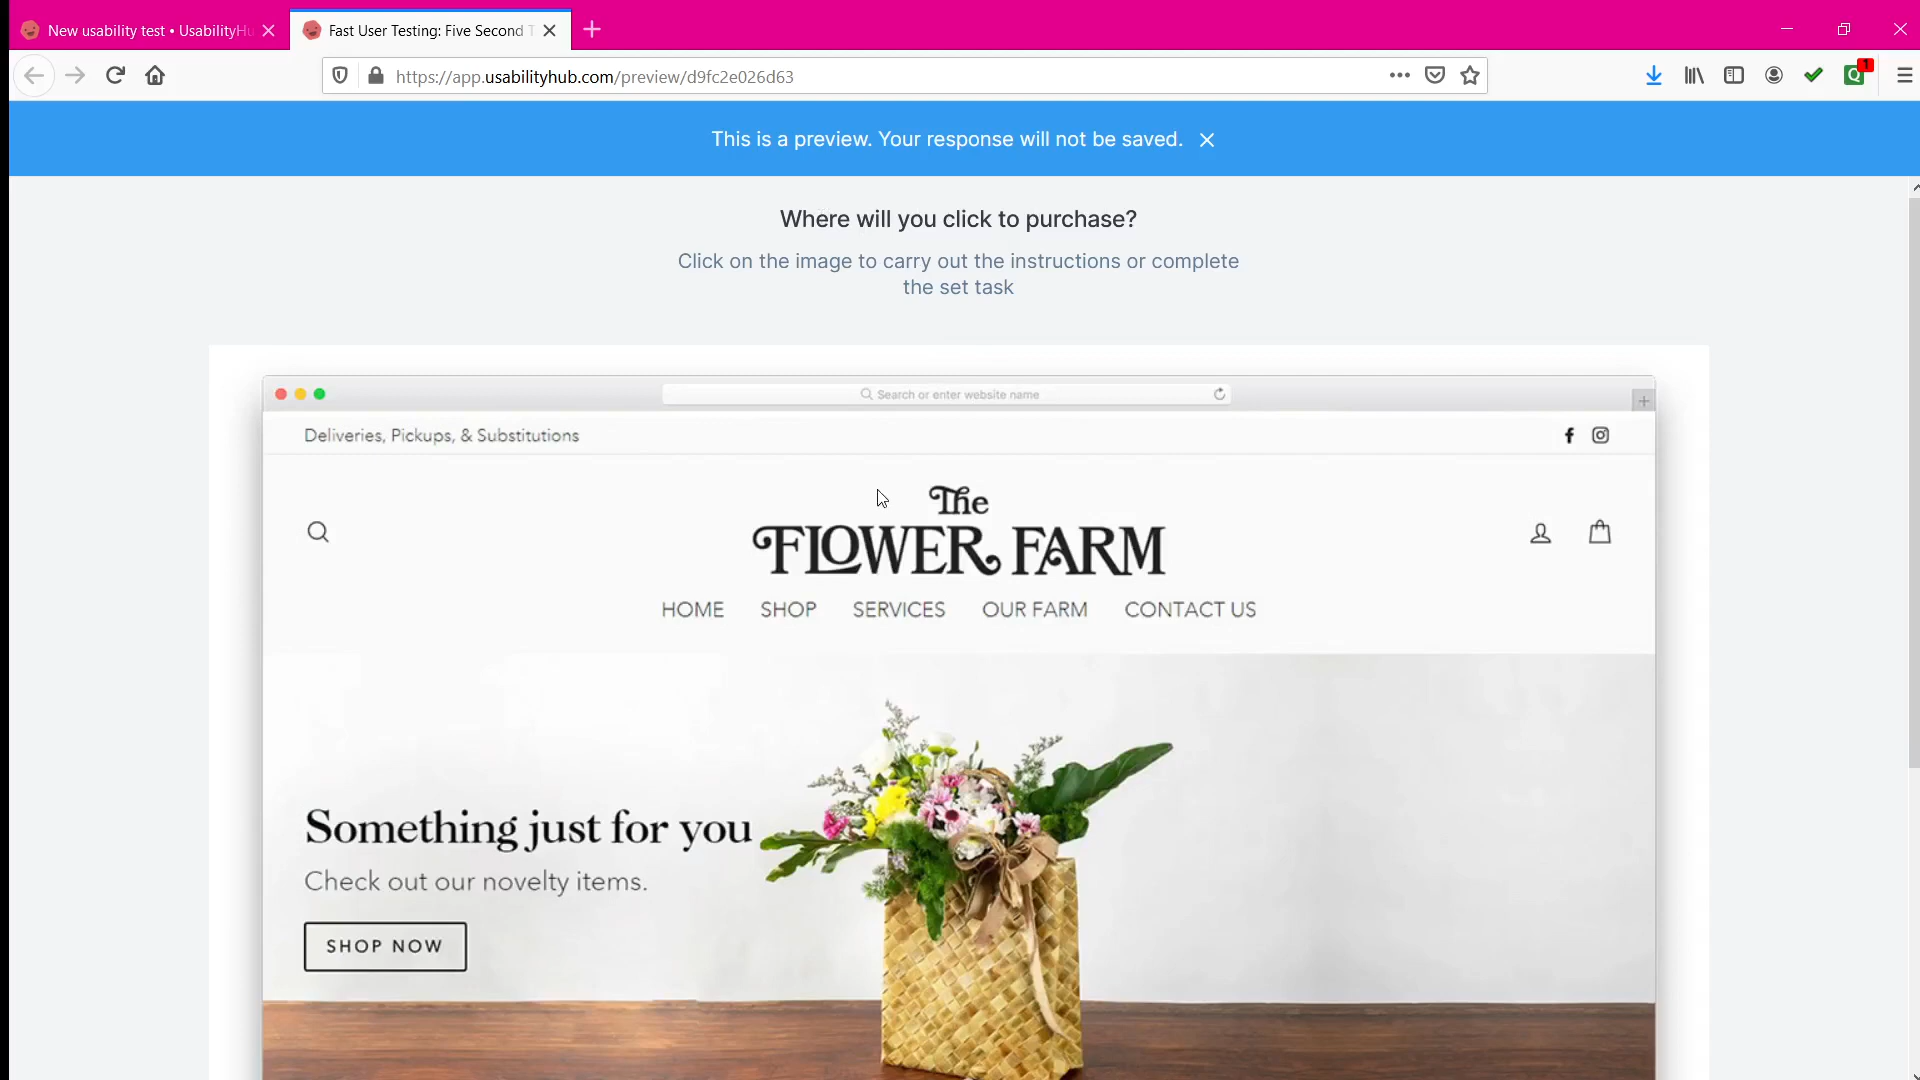 New usability test • UsabilityHu
Fast User Testing: Five Second T
https://app.usabilityhub.com/preview/d9fc2e026d63
Q
1
This is a preview. Your response will not be saved.
Where will you click to purchase?
Click on the image to carry out the instructions or complete
the set task
Search or enter website name
Deliveries, Pickups, & Substitutions
The
FLOWER FARM
HOME SHOP SERVICES OUR FARM CONTACT US
Something just for you
Check out our novelty items.
SHOP NOW